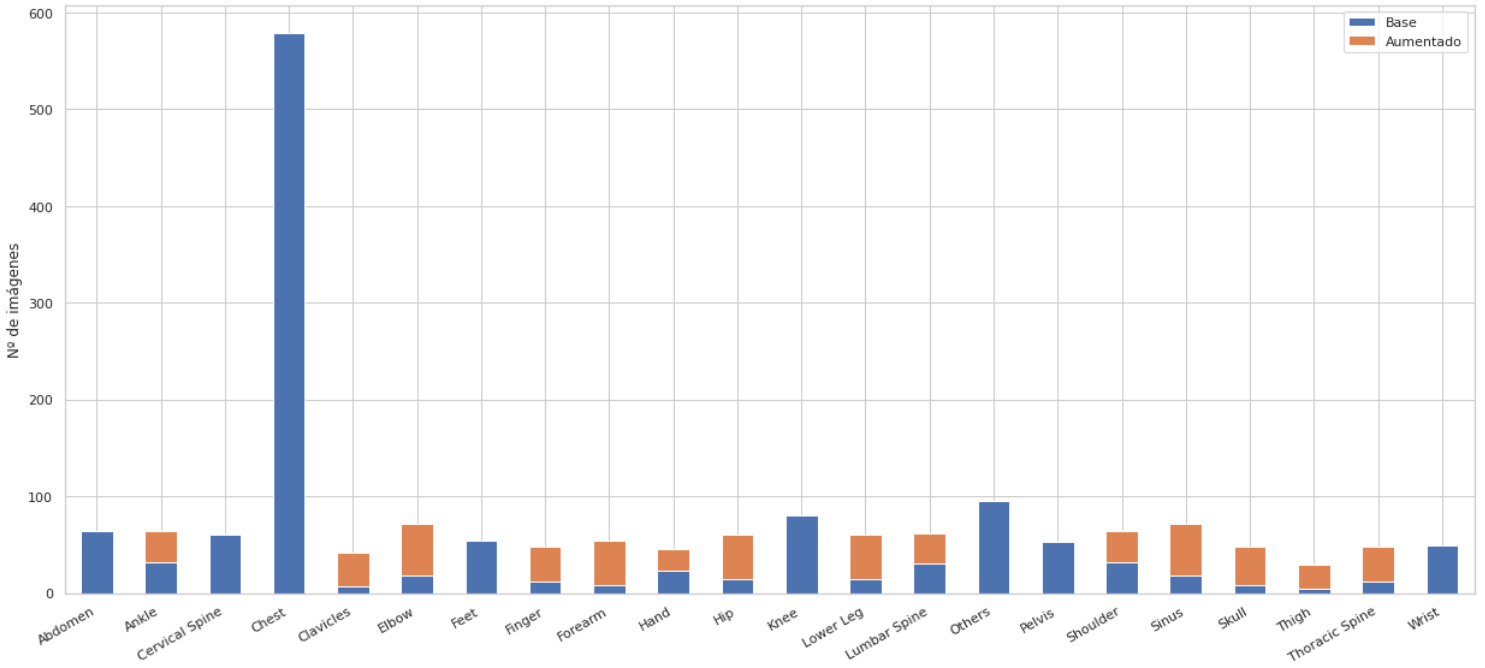 600
500
400
300
200
100
0
Nº de imágenes
Base
Aumentado
Abdomen
Ankle
Cervical Spine
Chest
Clavicles
Elbow
Feet
Finger
Forearm
Hand
Hip
Knee
Lower Leg
Lumbar Spine
Others
Pelvis
Shoulder
Sinus
Skull
Thigh
Thoracic Spine
Wrist